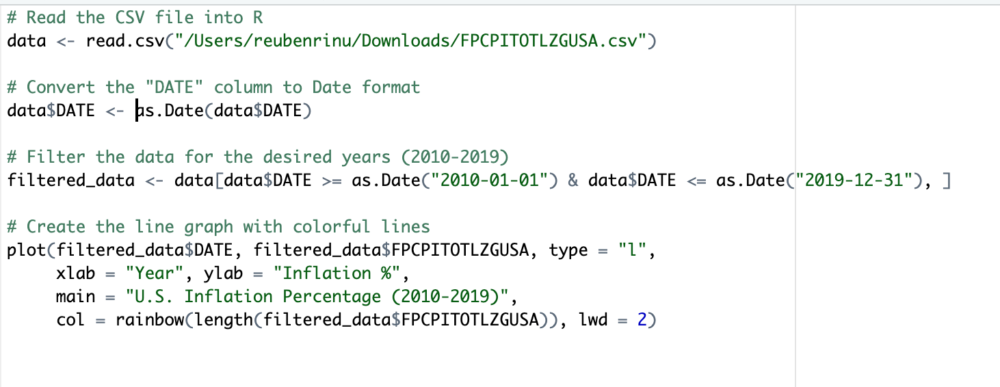 # Read the CSV file into R
data <- read.csv("/Users/reubenrinu/Downloads/FPCPITOTLZGUSA.csv")
# Convert the "DATE" column to Date format
data$DATE <- as.Date(data$DATE)
# Filter the data for the desired years (2010-2019)
filtered_data <- data[data$DATE >= as.Date("2010-01-01") & data$DATE <= as.Date("2019-12-31"), ]
# Create the line graph with colorful lines
plot(filtered_data$DATE, filtered_data$FPCPITOTLZGUSA, type = "l",
     xlab = "Year", ylab = "Inflation %",
     main = "U.S. Inflation Percentage (2010-2019)",
     col = rainbow(length(filtered_data$FPCPITOTLZGUSA)), lwd = 2)